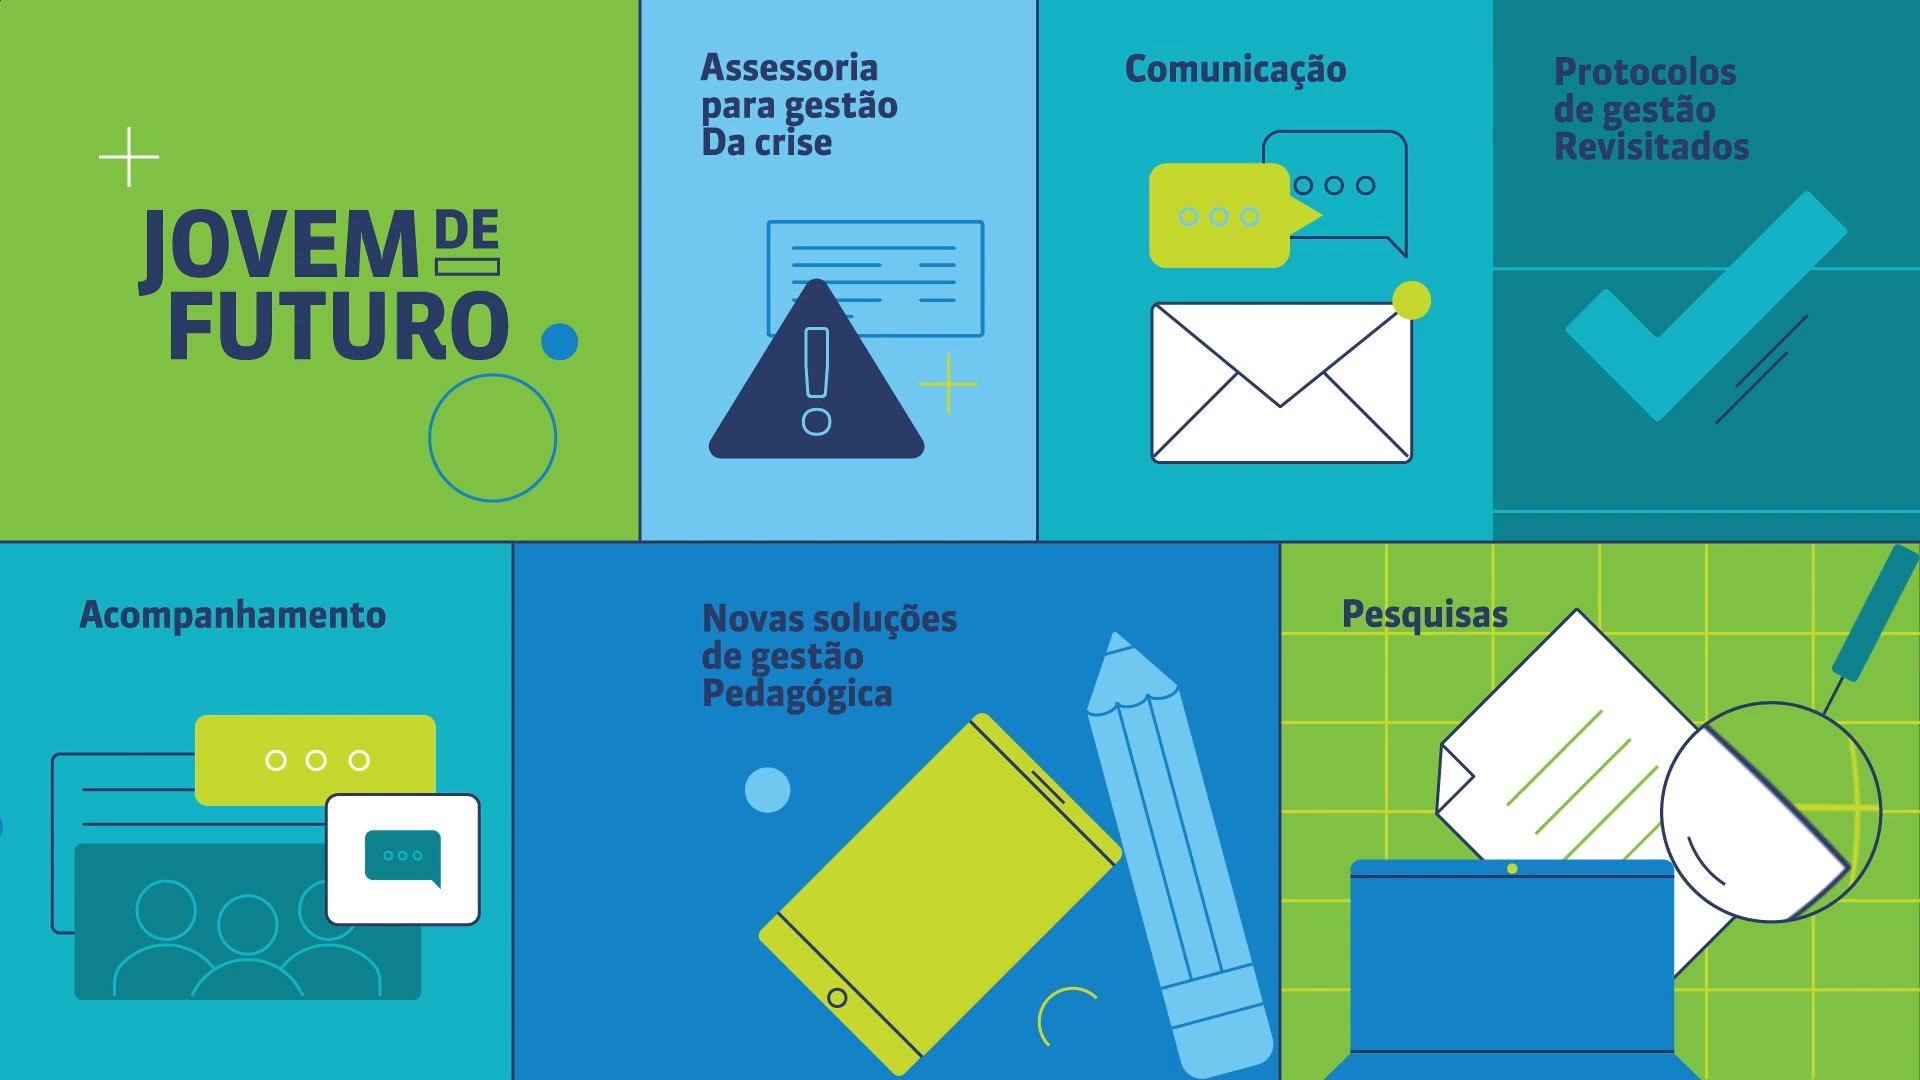 JOVEM DE
FUTURO
Assessoria
para gestão
Da crise
Comunicação
Protocolos
de gestão
Revisitados
Acompanhamento
Novas soluções
de gestão
Pedagógica
Pesquisas